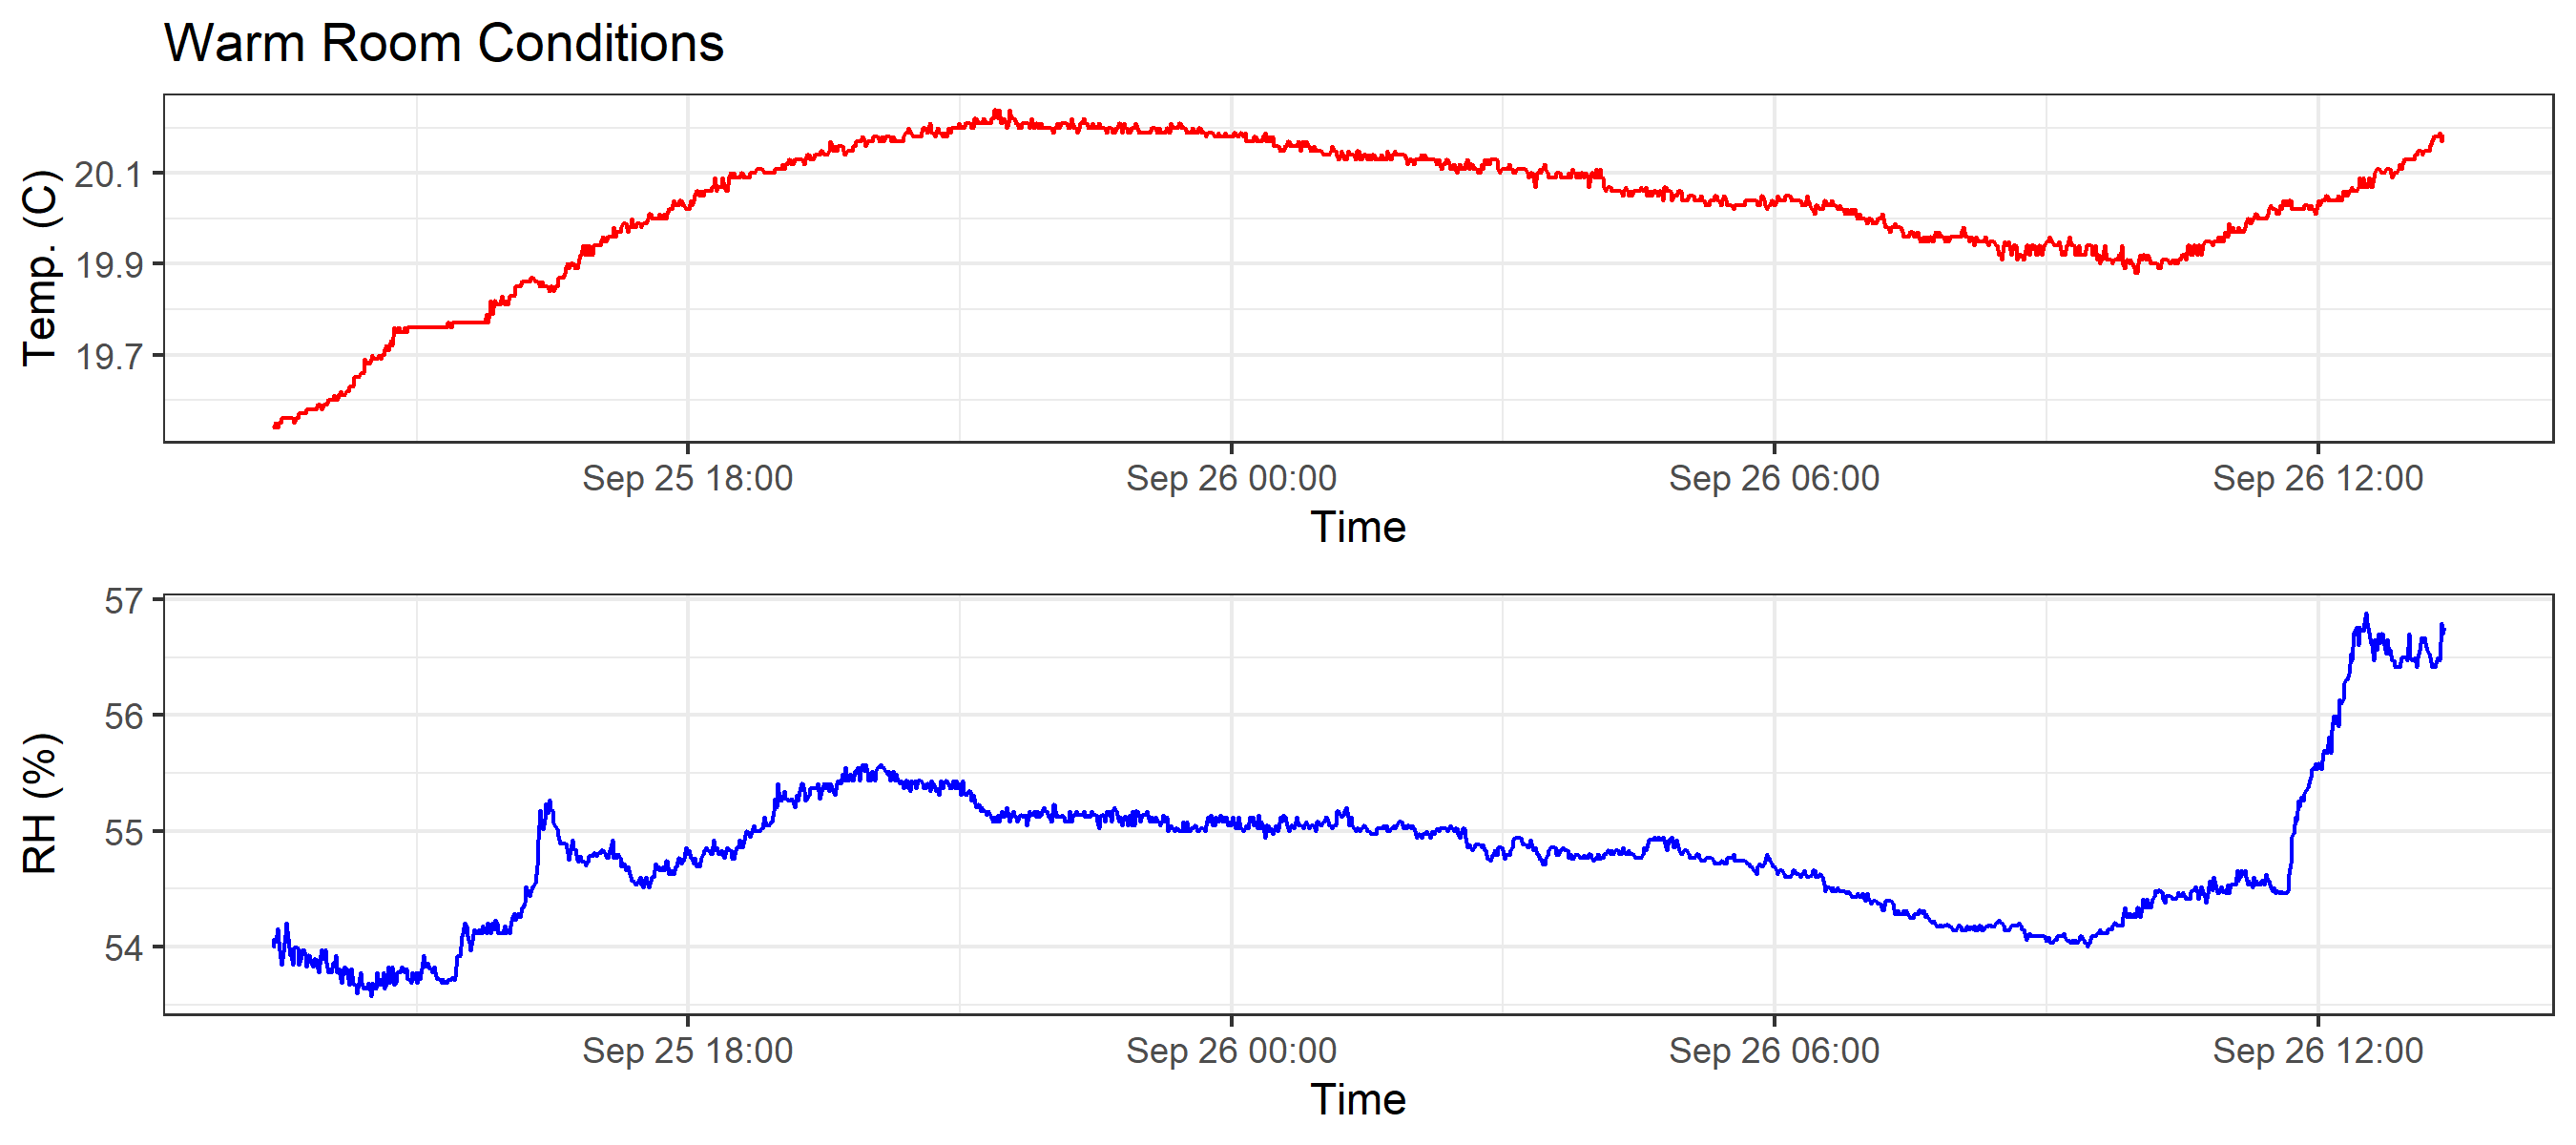 Warm Room Conditions
Temp. (C)
20.1
19.9
19.7
Sep 25 18:00 Sep 26 00:00 Sep 26 06:00 Sep 26 12:00
Time
RH (%)
57
56
55
54
Sep 25 18:00 Sep 26 00:00 Sep 26 06:00 Sep 26 12:00
Time